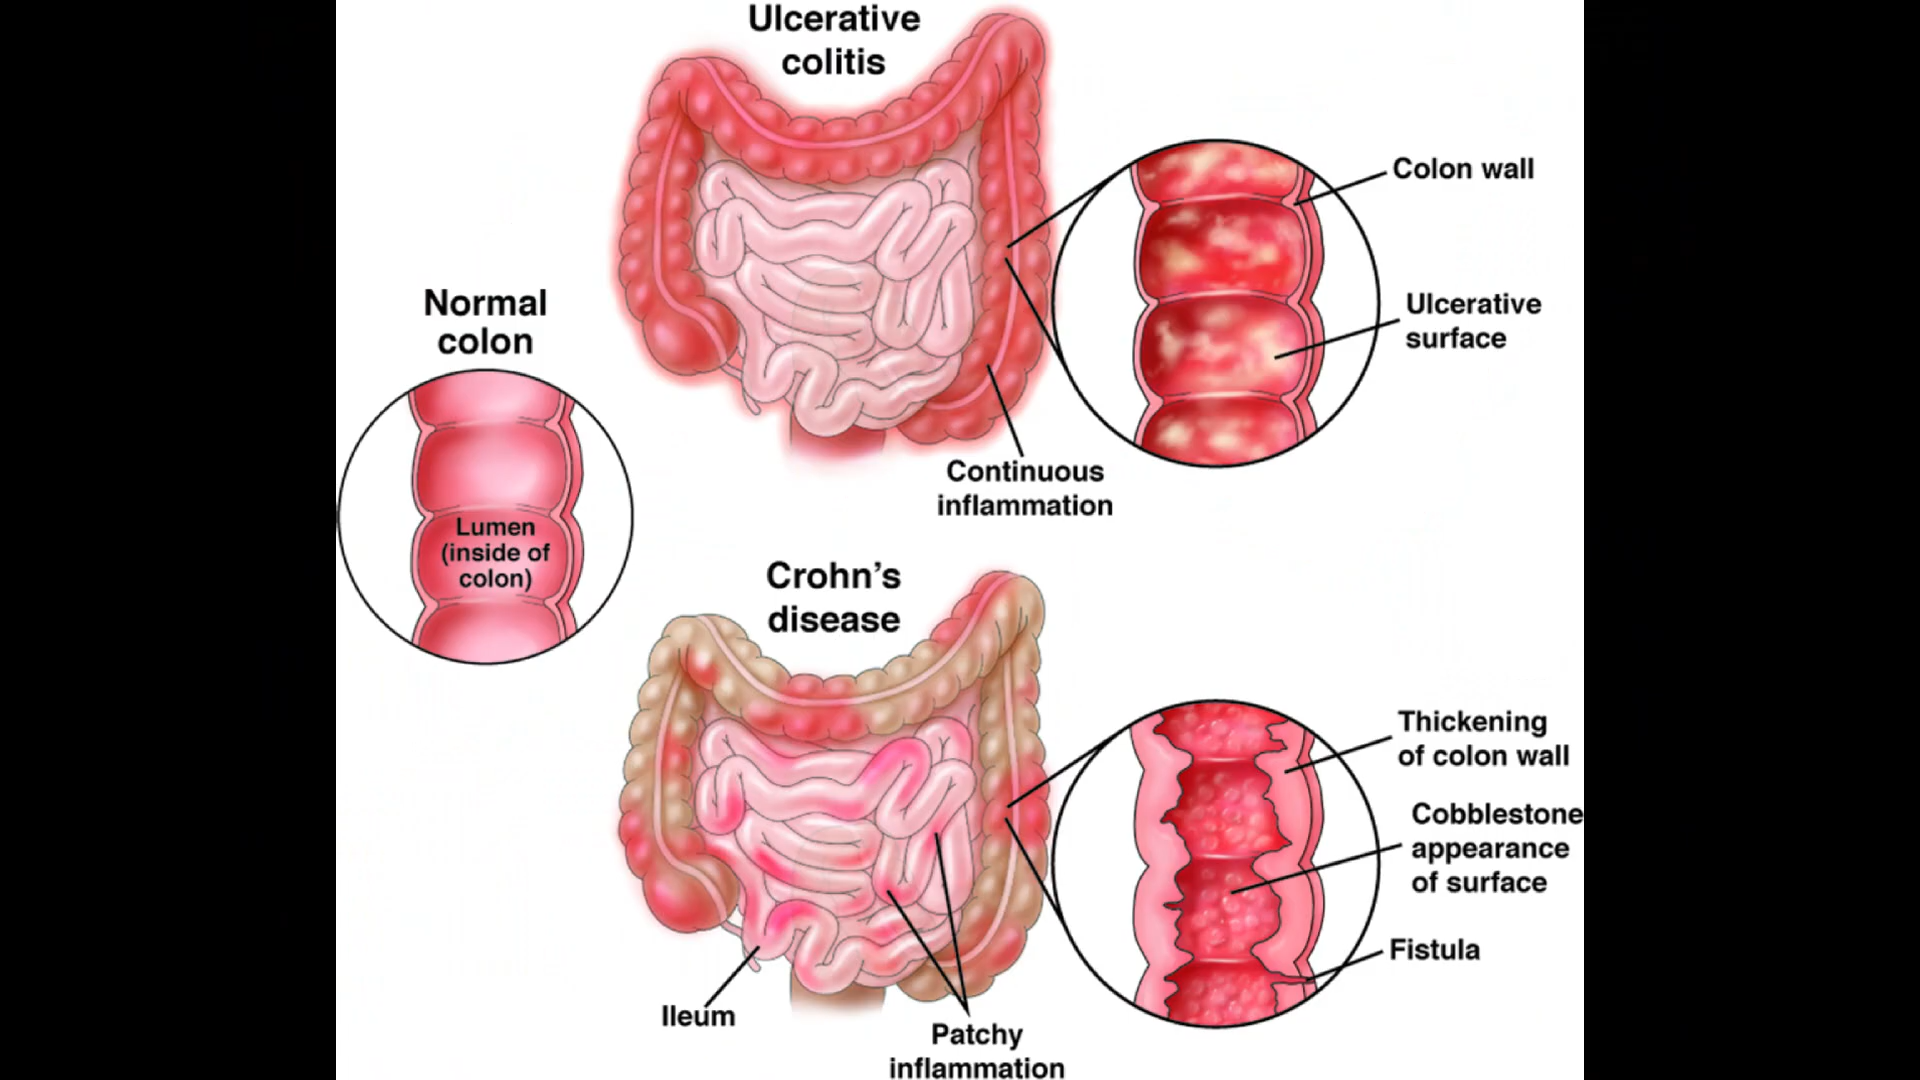 Ulcerative
colitis
Colon wall
Ulcerative
surface
Continuous
inflammation
Normal
colon
Lumen
(inside of
colon)
Crohn’s
disease
Thickening
of colon wall
Cobblestone
appearance
of surface
Fistula
Ileum
Patchy
inflammation